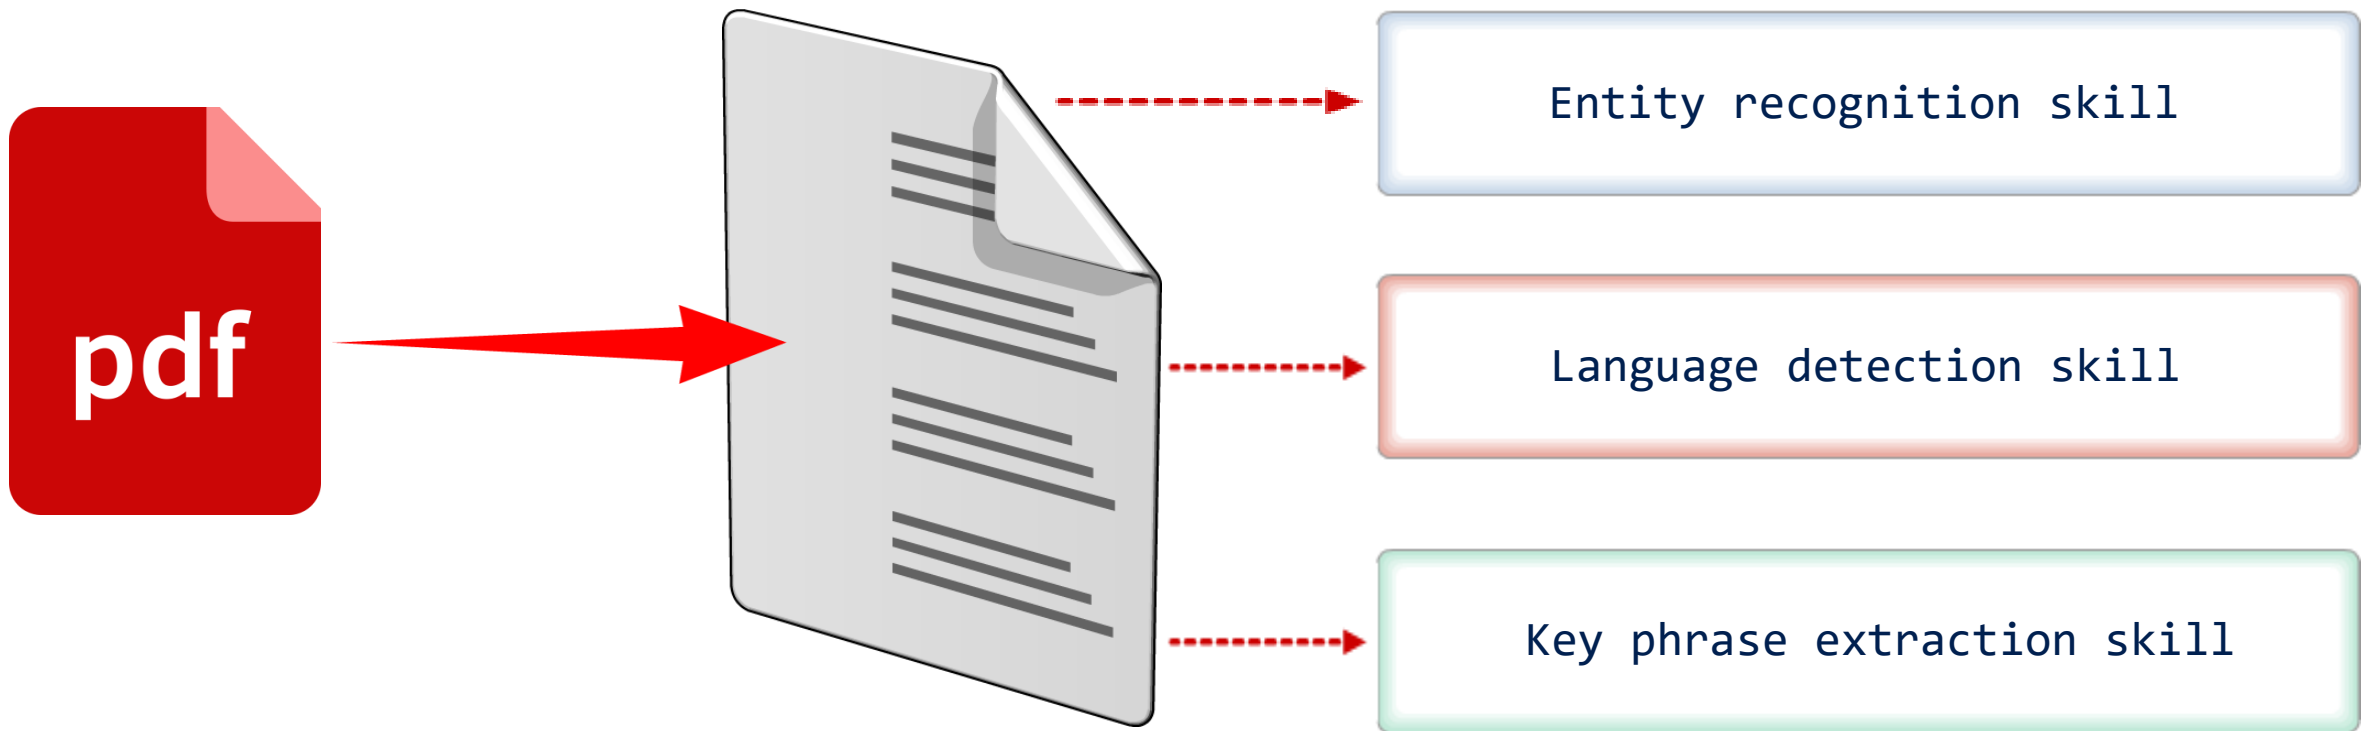 pdf
Entity recognition skill
Language detection skill
Key phrase extraction skill